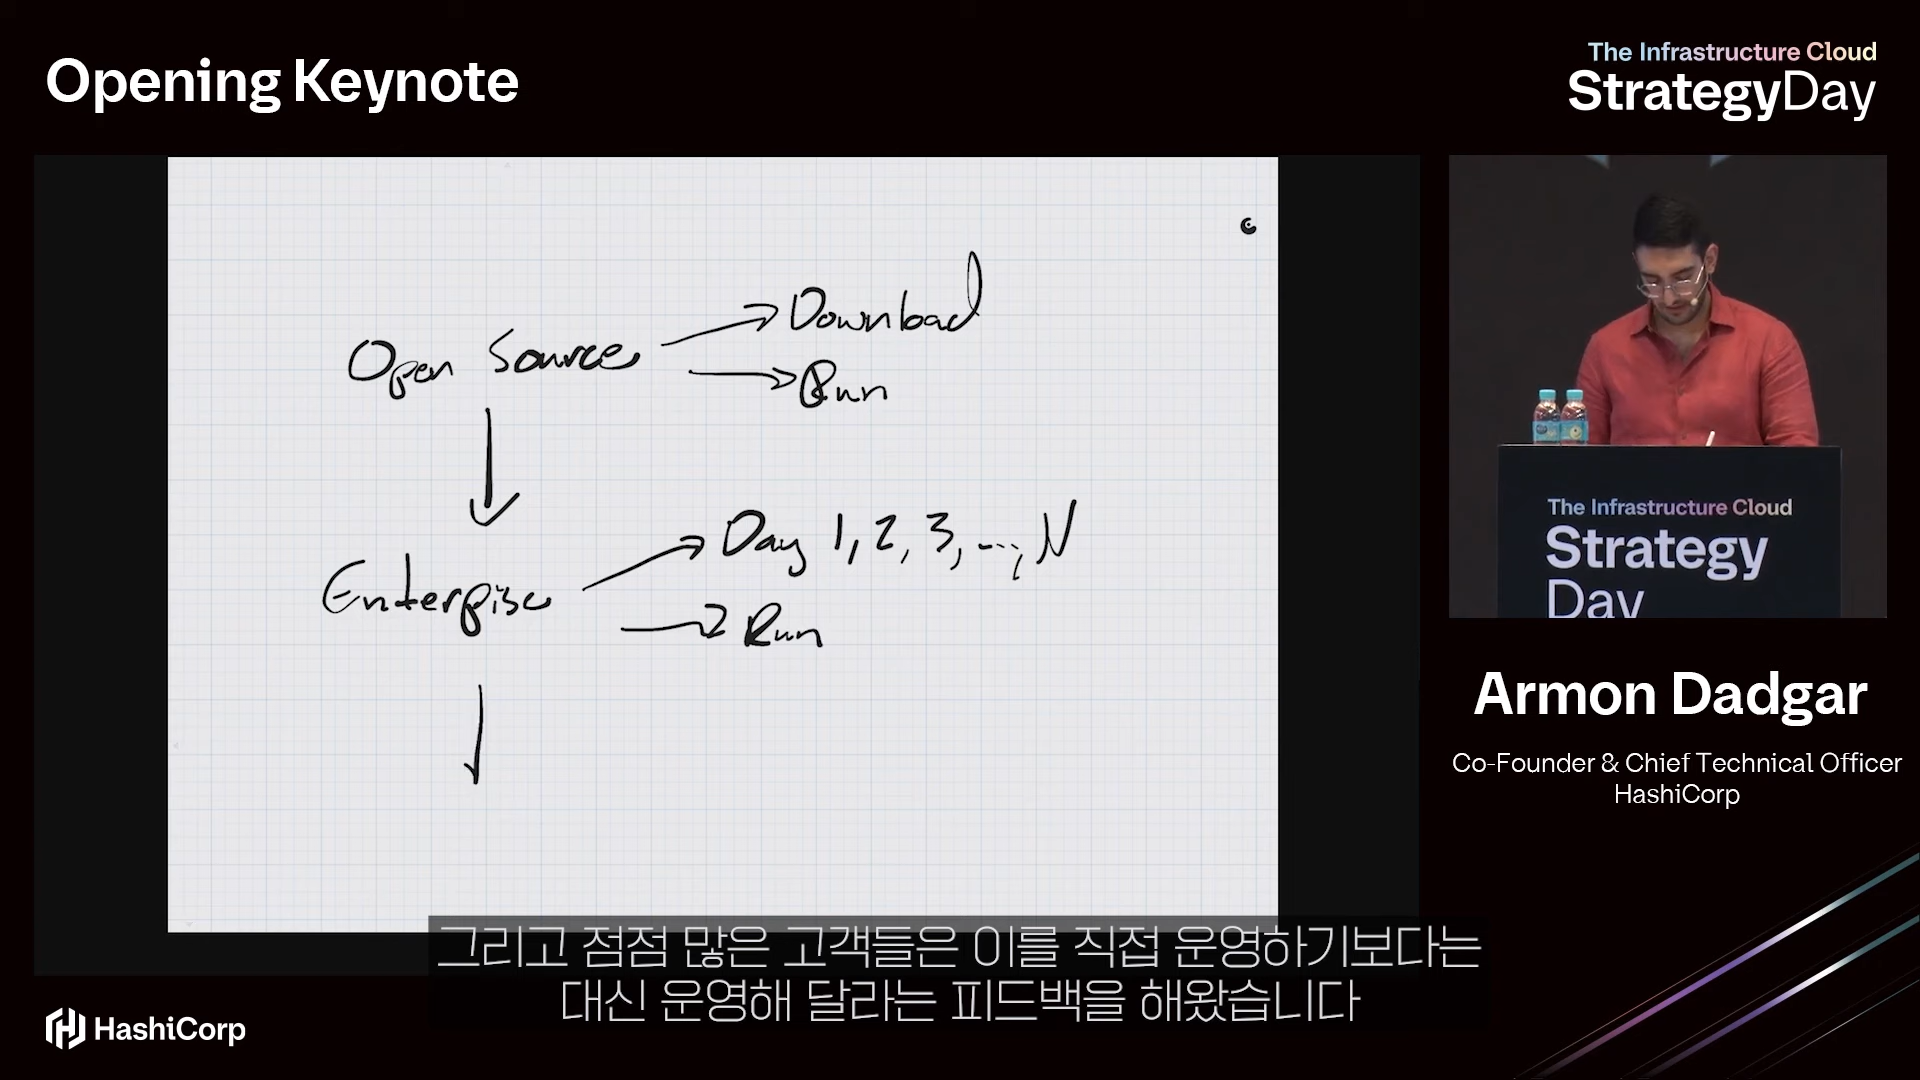 Opening Keynote
The Infrastructure Cloud
StrategyDay
Open Source
Download
Run
Enterpise
Day 1, 2, 3, ..., N
Run
The Infrastructure Cloud
Strategy
Day
Armon Dadgar
Co-Founder & Chief Technical Officer
HashiCorp
그리고 점점 많은 고객들은 이를 직접 운영하기보다는
대신 운영해 달라는 피드백을 해왔습니다
HashiCorp